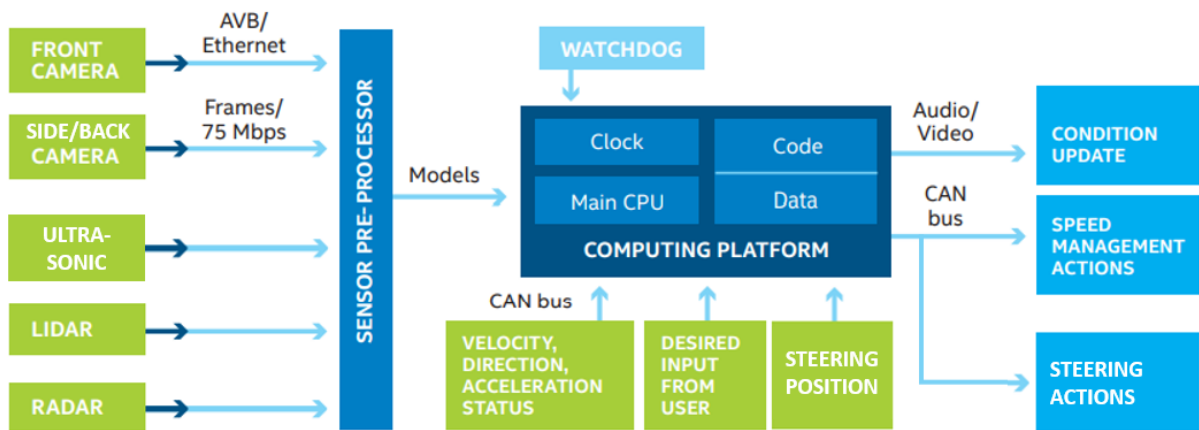 FRONT
CAMERA
AVB/
Ethernet
SIDE/BACK
CAMERA
Frames/
75 Mbps
ULTRA-
SONIC
LIDAR
RADAR
SENSOR PRE-PROCESSOR
Models
WATCHDOG
Clock
Code
Main CPU
Data
COMPUTING PLATFORM
CAN bus
VELOCITY,
DIRECTION,
ACCELERATION
STATUS
DESIRED
INPUT
FROM
USER
STEERING
POSITION
Audio/
Video
CONDITION
UPDATE
CAN
bus
SPEED
MANAGEMENT
ACTIONS
STEERING
ACTIONS